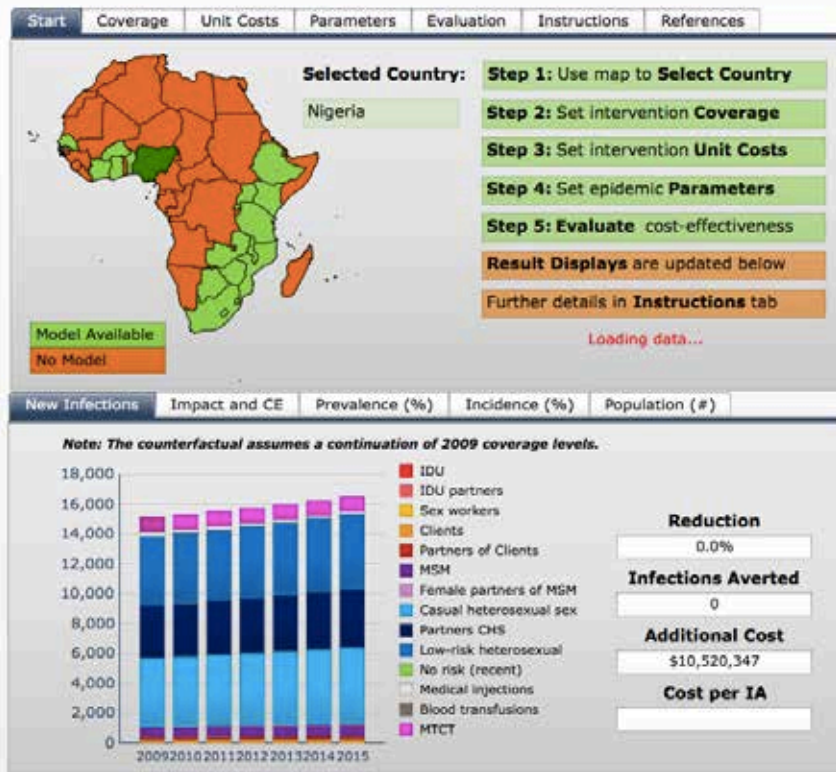 Start Coverage Unit Costs Parameters Evaluation Instructions References
Selected Country:
Nigeria
Step 1: Use map to Select Country
Step 2: Set intervention Coverage
Step 3: Set intervention Unit Costs
Step 4: Set epidemic Parameters
Step 5: Evaluate cost-effectiveness
Result Displays are updated below
Further details in Instructions tab
Loading data...
Model Available
No Model
New Infections Impact and CE Prevalence (%) Incidence (%) Population (#)
Note: The counterfactual assumes a continuation of 2009 coverage levels.
18,000
16,000
14,000
12,000
10,000
8,000
6,000
4,000
2,000
0
2009 2010 2011 2012 2013 2014 2015
IDU
IDU partners
Sex workers
Clients
Partners of Clients
MSM
Female partners of MSM
Casual heterosexual sex
Partners CHS
Low-risk heterosexual
No risk (recent)
Medical injections
Blood transfusions
MTCT
Reduction
0.0%
Infections Averted
0
Additional Cost
$10,520,347
Cost per IA